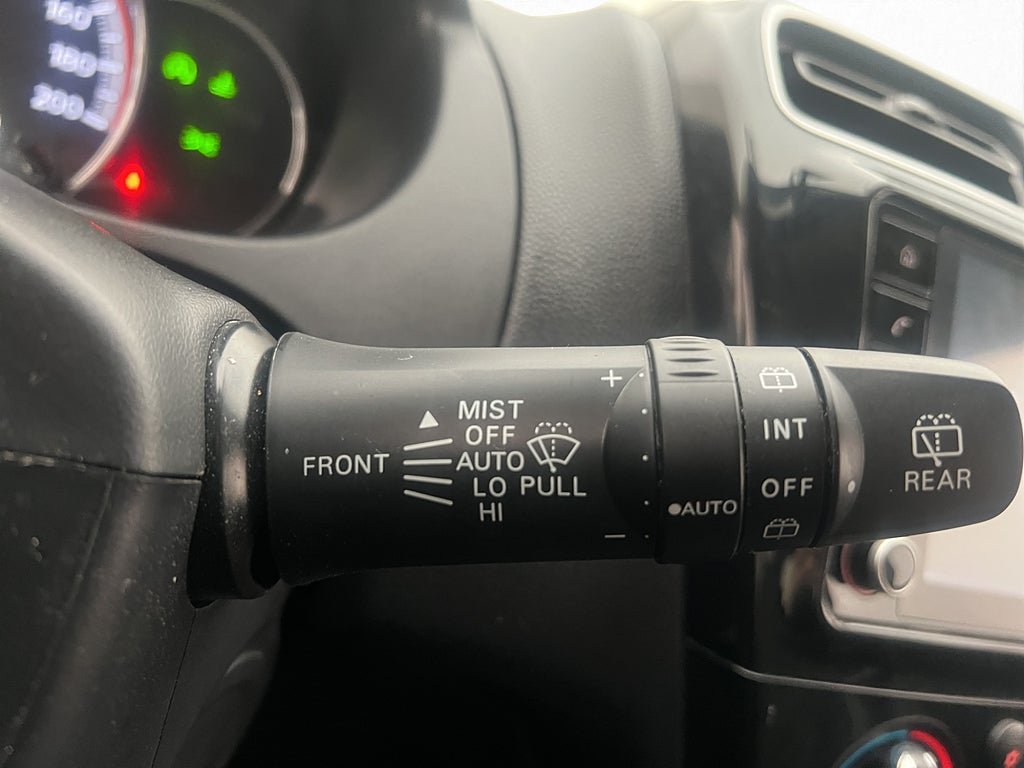 160
180
200
FRONT
MIST
OFF
AUTO
LO PULL
HI
+
−
●AUTO
INT
OFF
REAR